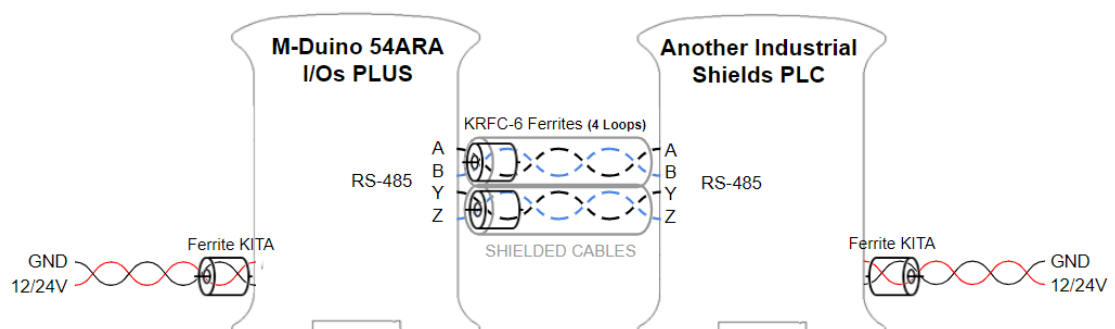 M-Duino 54ARA
I/Os PLUS
Another Industrial
Shields PLC
KRFC-6 Ferrites (4 Loops)
A
B
Y
Z
RS-485
A
B
Y
Z
RS-485
SHIELDED CABLES
Ferrite KITA
GND
12/24V
Ferrite KITA
GND
12/24V